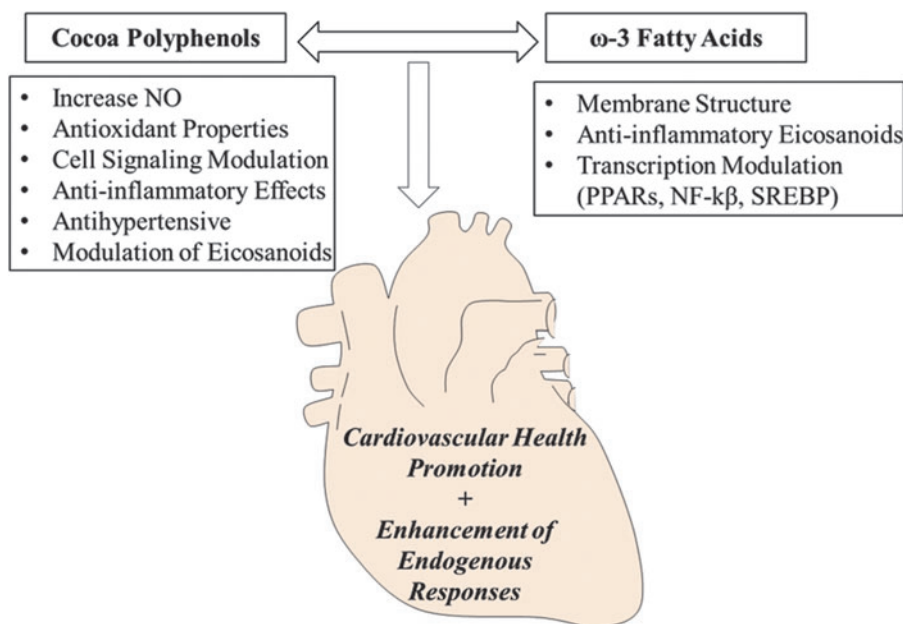 Cocoa Polyphenols
ω-3 Fatty Acids
• Increase NO
• Antioxidant Properties
• Cell Signaling Modulation
• Anti-inflammatory Effects
• Antihypertensive
• Modulation of Eicosanoids
• Membrane Structure
• Anti-inflammatory Eicosanoids
• Transcription Modulation
(PPARs, NF-kβ, SREBP)
Cardiovascular Health
Promotion
+
Enhancement of
Endogenous
Responses